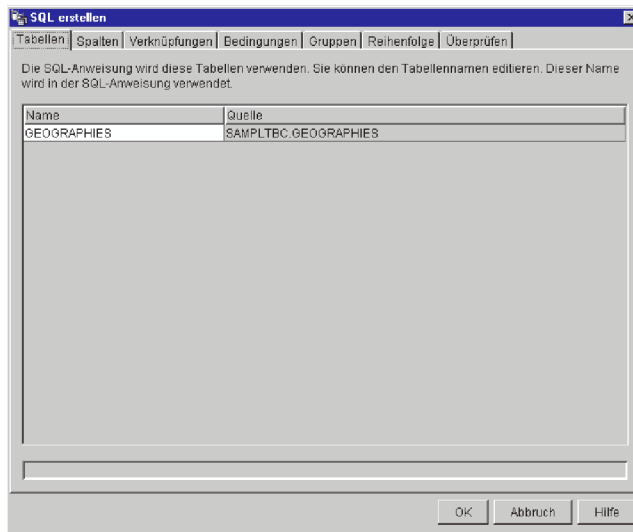 SQL erstellen
Tabellen Spalten Verknüpfungen Bedingungen Gruppen Reihenfolge Überprüfen
Die SQL-Anweisung wird diese Tabellen verwenden. Sie können den Tabellennamen editieren. Dieser Name
wird in der SQL-Anweisung verwendet.
Name Quelle
GEOGRAPHIES SAMPLTBC.GEOGRAPHIES
OK Abbruch Hilfe